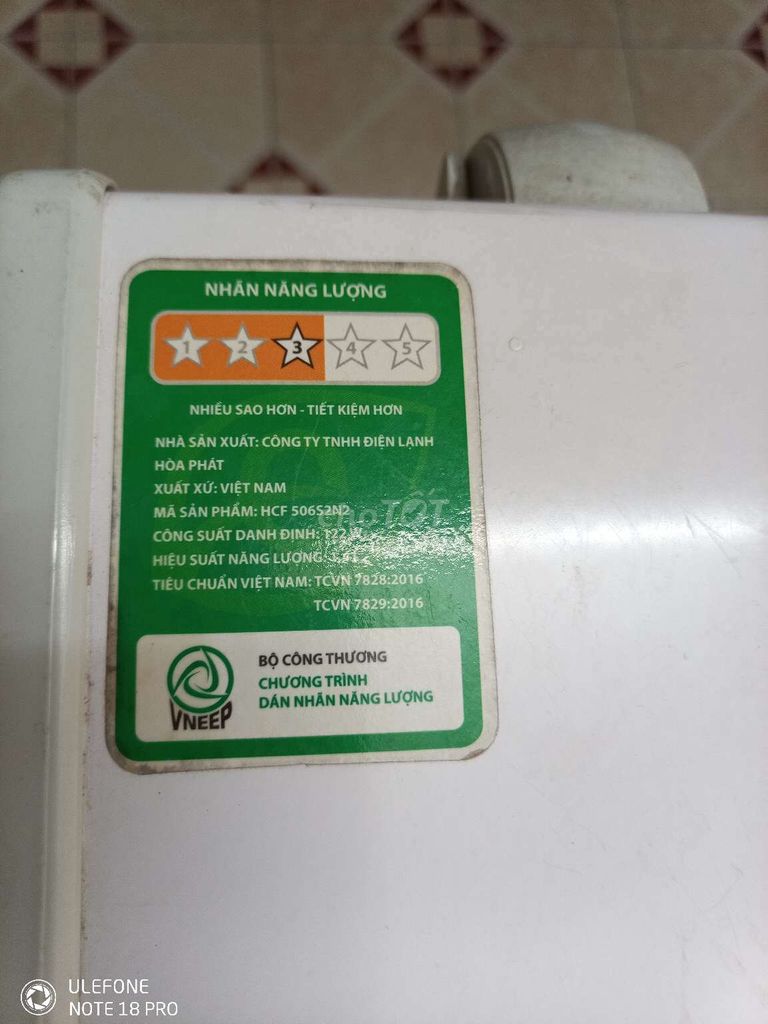 NHÃN NĂNG LƯỢNG
1 2 3 4 5
NHIỀU SAO HƠN - TIẾT KIỆM HƠN
NHÀ SẢN XUẤT: CÔNG TY TNHH ĐIỆN LẠNH
HÒA PHÁT
XUẤT XỨ: VIỆT NAM
MÃ SẢN PHẨM: HCF 506S2N2
CHỢ TỐT
CÔNG SUẤT DANH ĐỊNH: 122 W
HIỆU SUẤT NĂNG LƯỢNG:
TIÊU CHUẨN VIỆT NAM: TCVN 7828:2016
TCVN 7829:2016
VNEEP
BỘ CÔNG THƯƠNG
CHƯƠNG TRÌNH
DÁN NHÃN NĂNG LƯỢNG
ULEFONE
NOTE 18 PRO